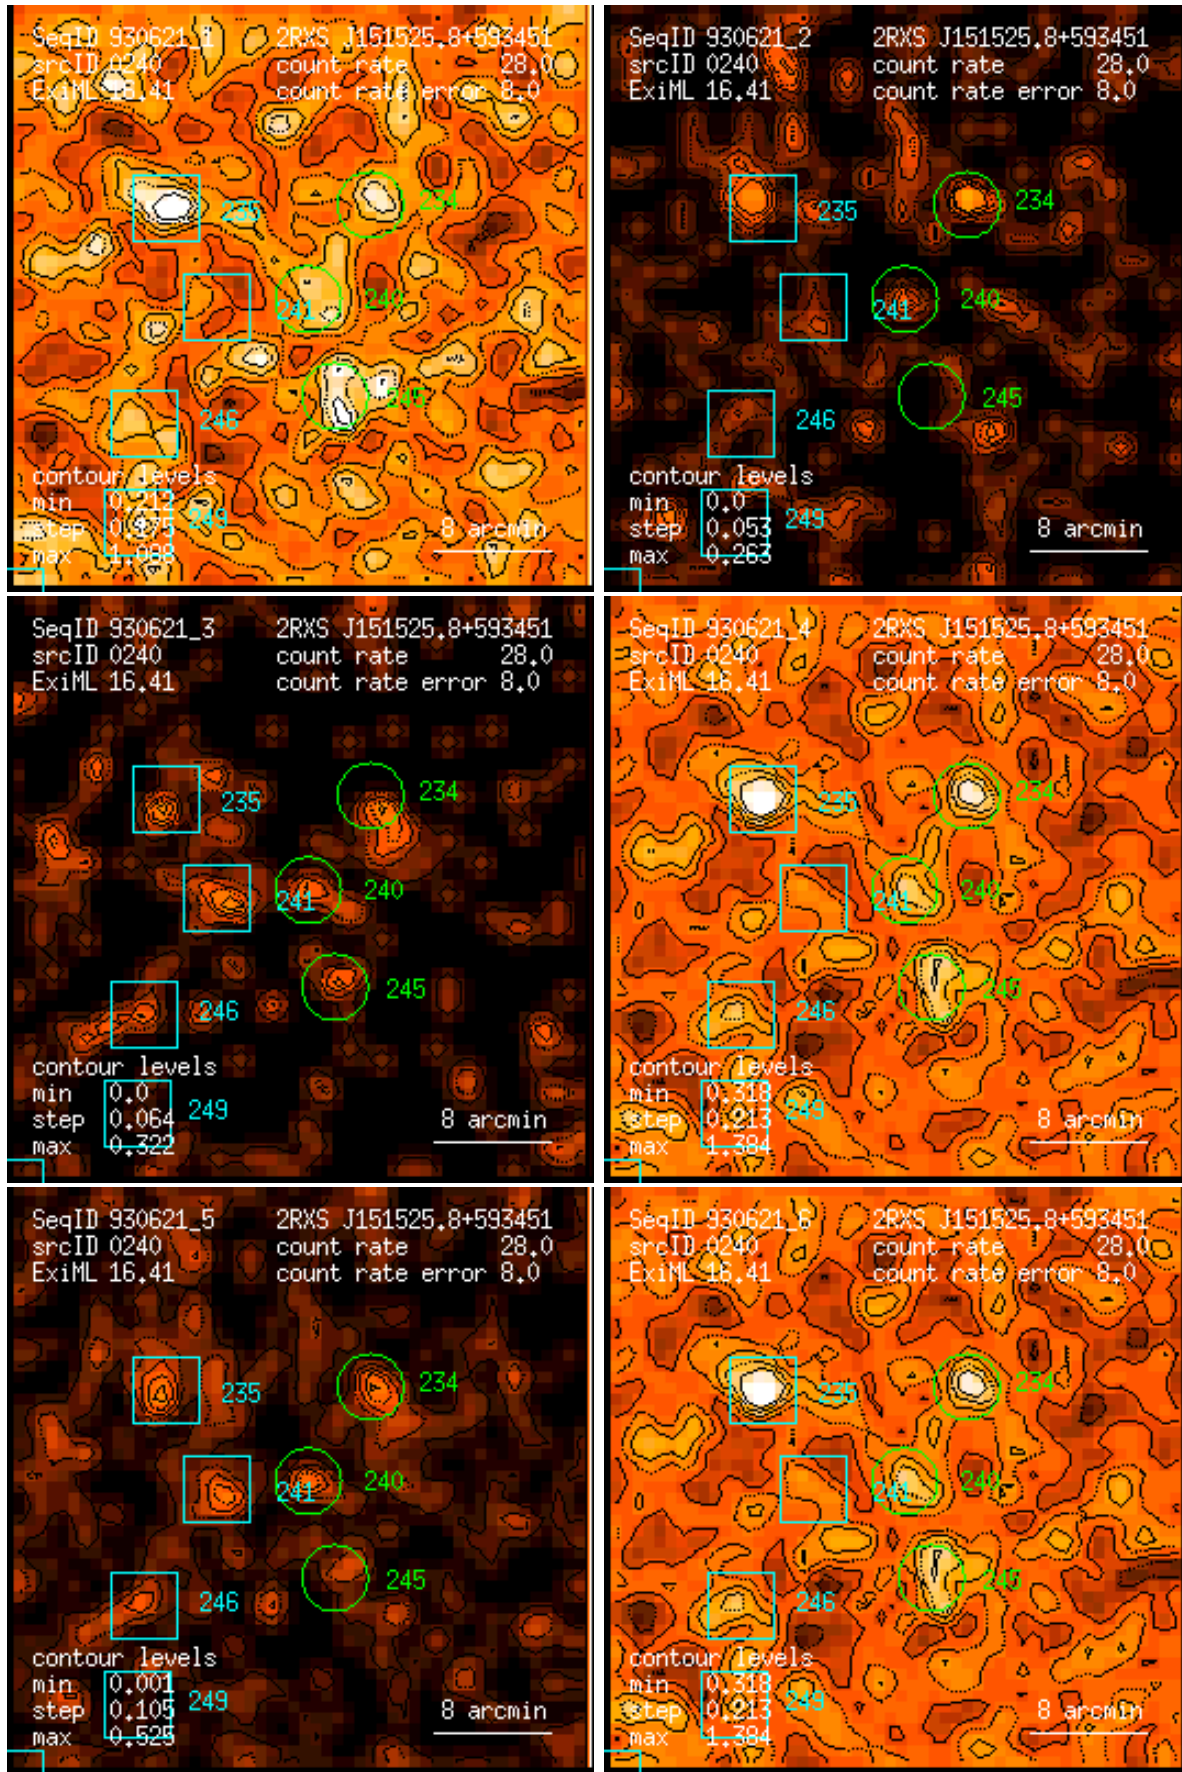 SeqID 930621_1 2RXS J151525.8+593451
srcID 0240 count rate 28.0
ExiML 16.41 count rate error 8.0
234
235
240
241
245
246
contour levels
min 0.212
step 0.175
249
8 arcmin
max 1.088
SeqID 930621_2 2RXS J151525.8+593451
srcID 0240 count rate 28.0
ExiML 16.41 count rate error 8.0
234
235
240
241
245
246
contour levels
min 0.0
step 0.053
249
8 arcmin
max 0.263
SeqID 930621_3 2RXS J151525.8+593451
srcID 0240 count rate 28.0
ExiML 16.41 count rate error 8.0
234
235
240
241
245
246
contour levels
min 0.0
step 0.064
249
8 arcmin
max 0.322
SeqID 930621_4 2RXS J151525.8+593451
srcID 0240 count rate 28.0
ExiML 16.41 count rate error 8.0
234
235
240
241
245
246
contour levels
min 0.318
step 0.213
249
8 arcmin
max 1.384
SeqID 930621_5 2RXS J151525.8+593451
srcID 0240 count rate 28.0
ExiML 16.41 count rate error 8.0
234
235
240
241
245
246
contour levels
min 0.001
step 0.105
249
8 arcmin
max 0.525
SeqID 930621_6 2RXS J151525.8+593451
srcID 0240 count rate 28.0
ExiML 16.41 count rate error 8.0
234
235
240
241
245
246
contour levels
min 0.318
step 0.213
249
8 arcmin
max 1.384